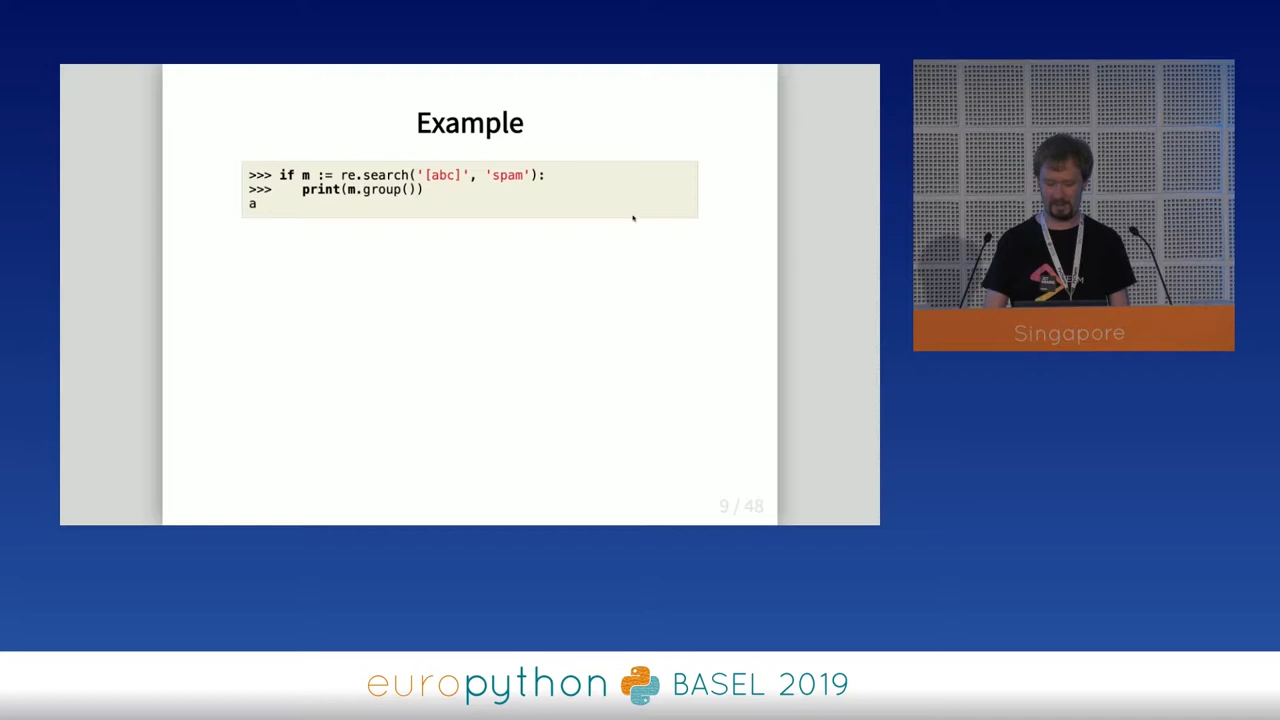 Example
>>> if m := re.search('[abc]', 'spam'):
>>>    print(m.group())
a
9 / 48
Singapore
europython BASEL 2019